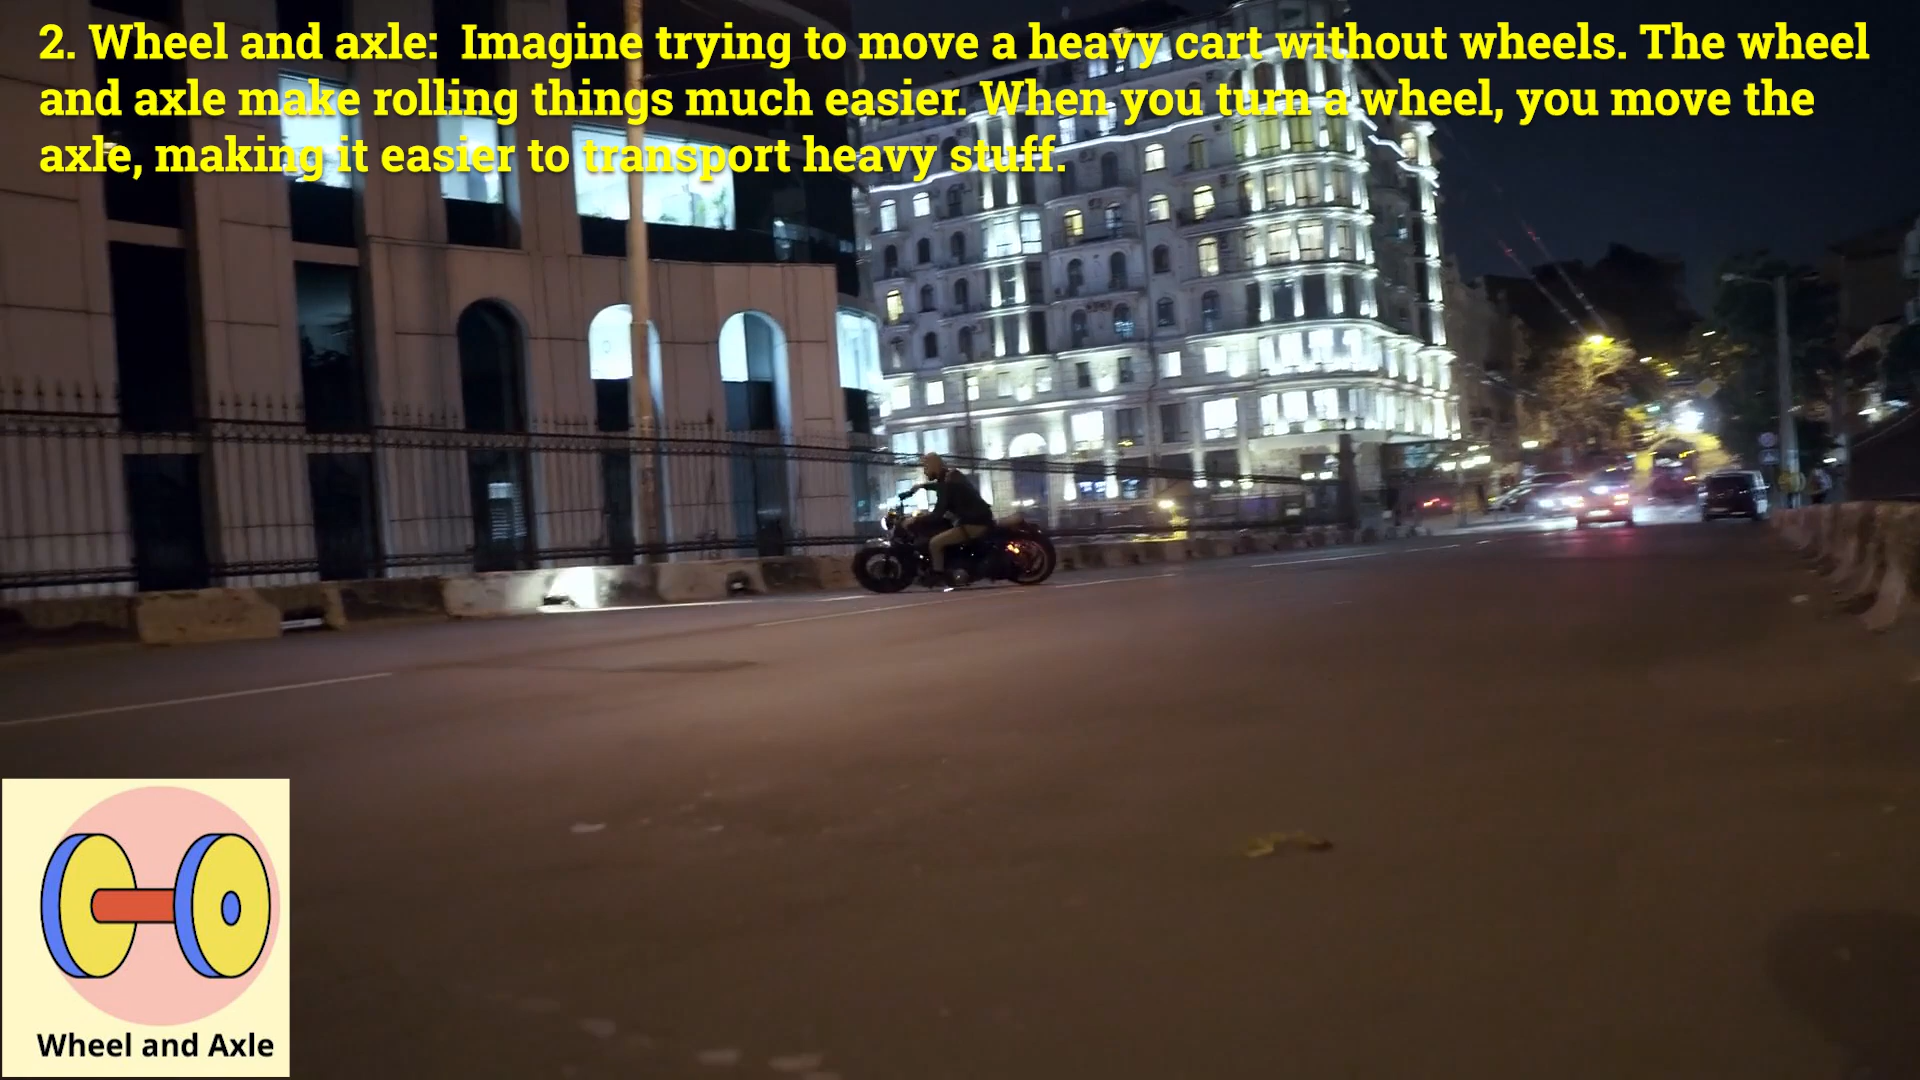 2. Wheel and axle: Imagine trying to move a heavy cart without wheels. The wheel
and axle make rolling things much easier. When you turn a wheel, you move the
axle, making it easier to transport heavy stuff.
Wheel and Axle